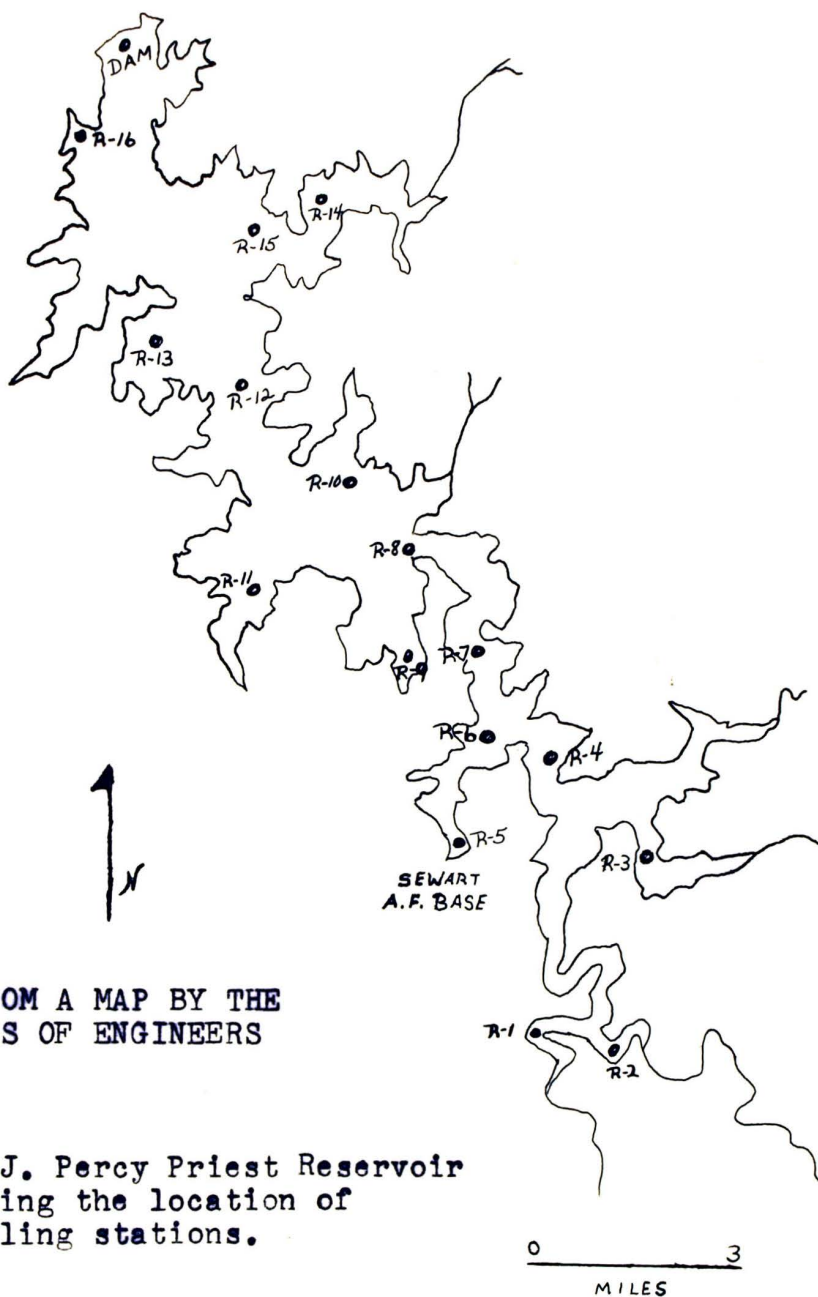 DAM
R-16
R-14
R-15
R-13
R-12
R-10
R-8
R-11
R-7
R-9
R-6
R-4
R-5
R-3
SEWART
A.F. BASE
N
OM A MAP BY THE
S OF ENGINEERS
R-1
R-2
J. Percy Priest Reservoir
ing the location of
ling stations.
0 3
MILES